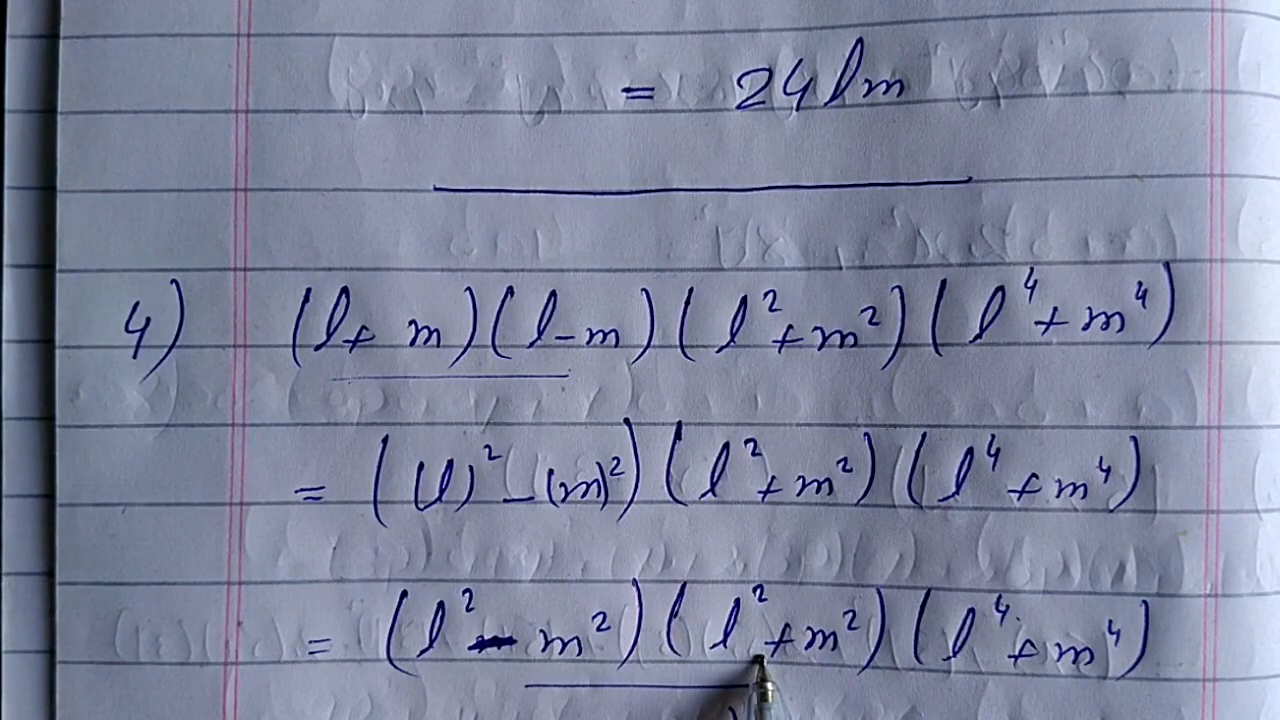 = 24lm
4) (l+m)(l-m)(l²+m²)(l⁴+m⁴)
= ((l)²-(m)²)(l²+m²)(l⁴+m⁴)
= (l²-m²)(l²+m²)(l⁴+m⁴)